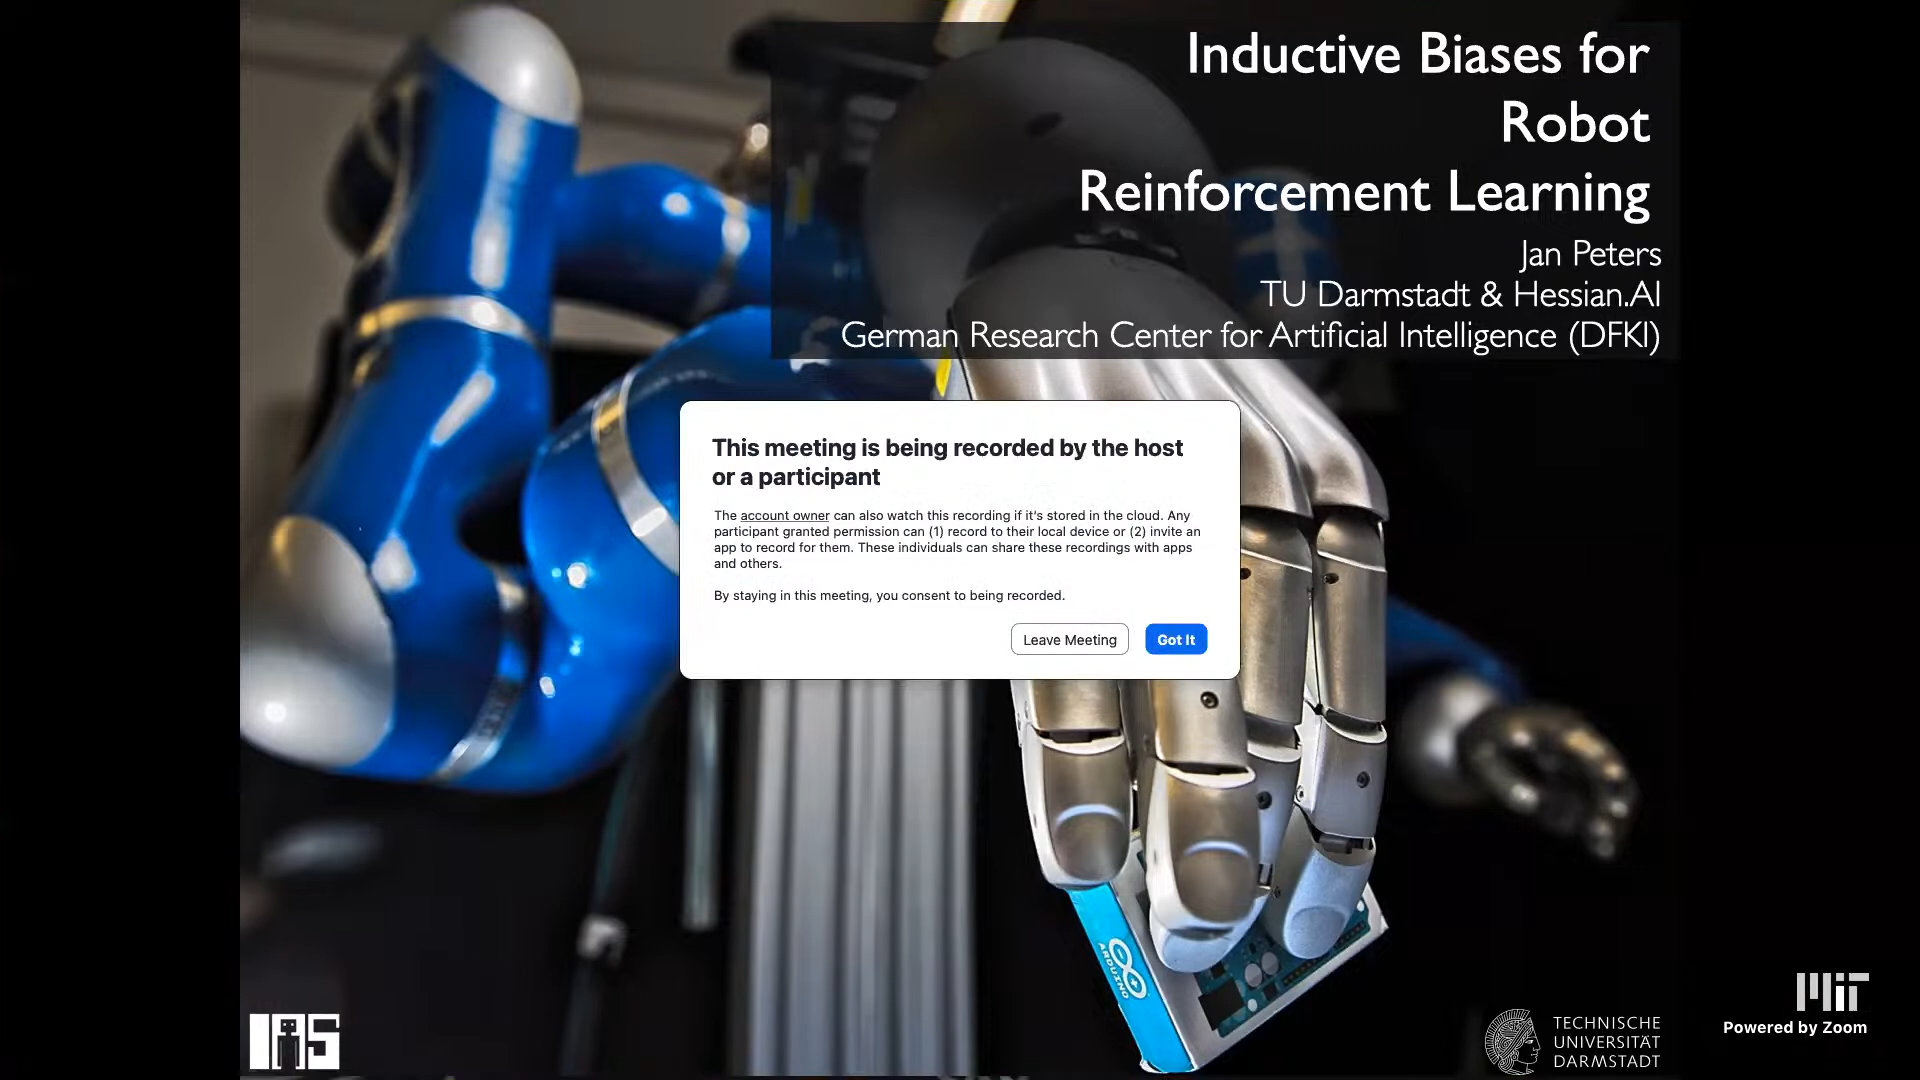 Inductive Biases for
Robot
Reinforcement Learning
Jan Peters
TU Darmstadt & Hessian.AI
German Research Center for Artificial Intelligence (DFKI)
This meeting is being recorded by the host
or a participant
The account owner can also watch this recording if it's stored in the cloud. Any
participant granted permission can (1) record to their local device or (2) invite an
app to record for them. These individuals can share these recordings with apps
and others.
By staying in this meeting, you consent to being recorded.
Leave Meeting
Got It
ARDUINO
IAS
TECHNISCHE
UNIVERSITÄT
DARMSTADT
MIT
Powered by Zoom